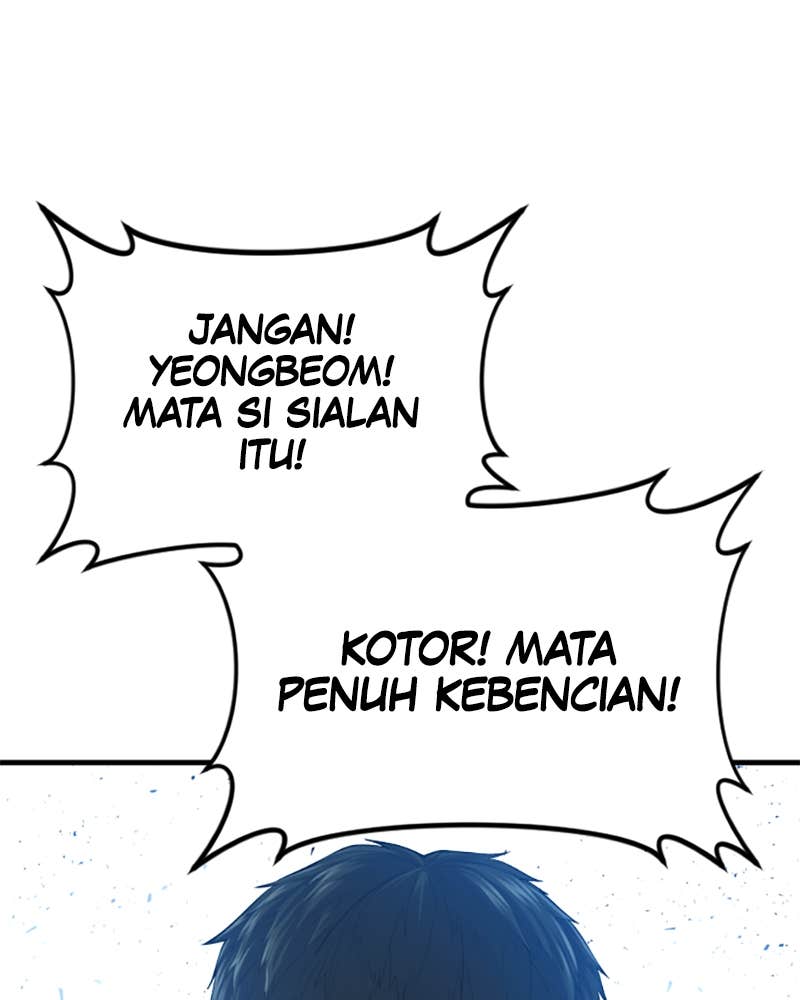 JANGAN!
YEONGBEOM!
MATA SI SIALAN
ITU!
KOTOR! MATA
PENUH KEBENCIAN!